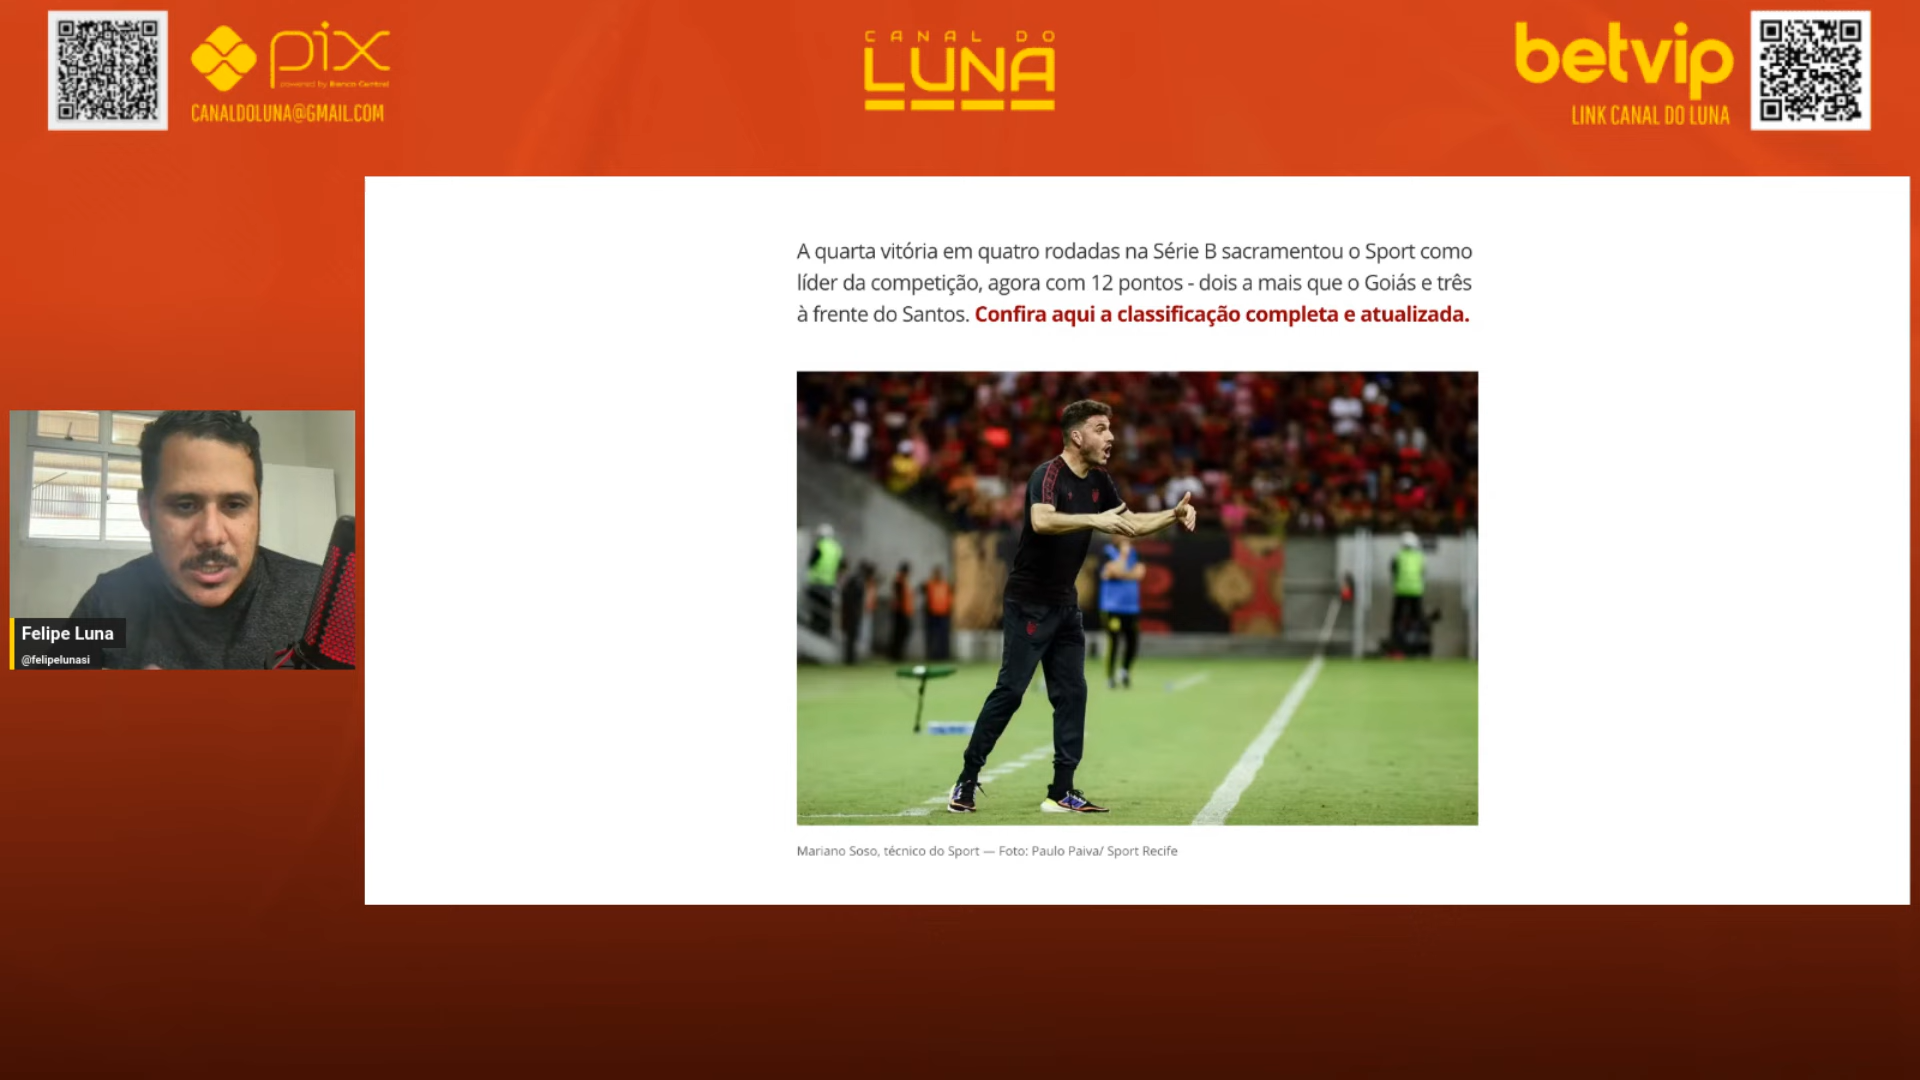 pix
powered by Banco Central
CANALDOLUNA@GMAIL.COM
CANAL DO
LUNA
betvip
LINK CANAL DO LUNA
A quarta vitória em quatro rodadas na Série B sacramentou o Sport como
líder da competição, agora com 12 pontos - dois a mais que o Goiás e três
à frente do Santos. Confira aqui a classificação completa e atualizada.
Felipe Luna
@felipelunasi
Mariano Soso, técnico do Sport — Foto: Paulo Paiva/ Sport Recife